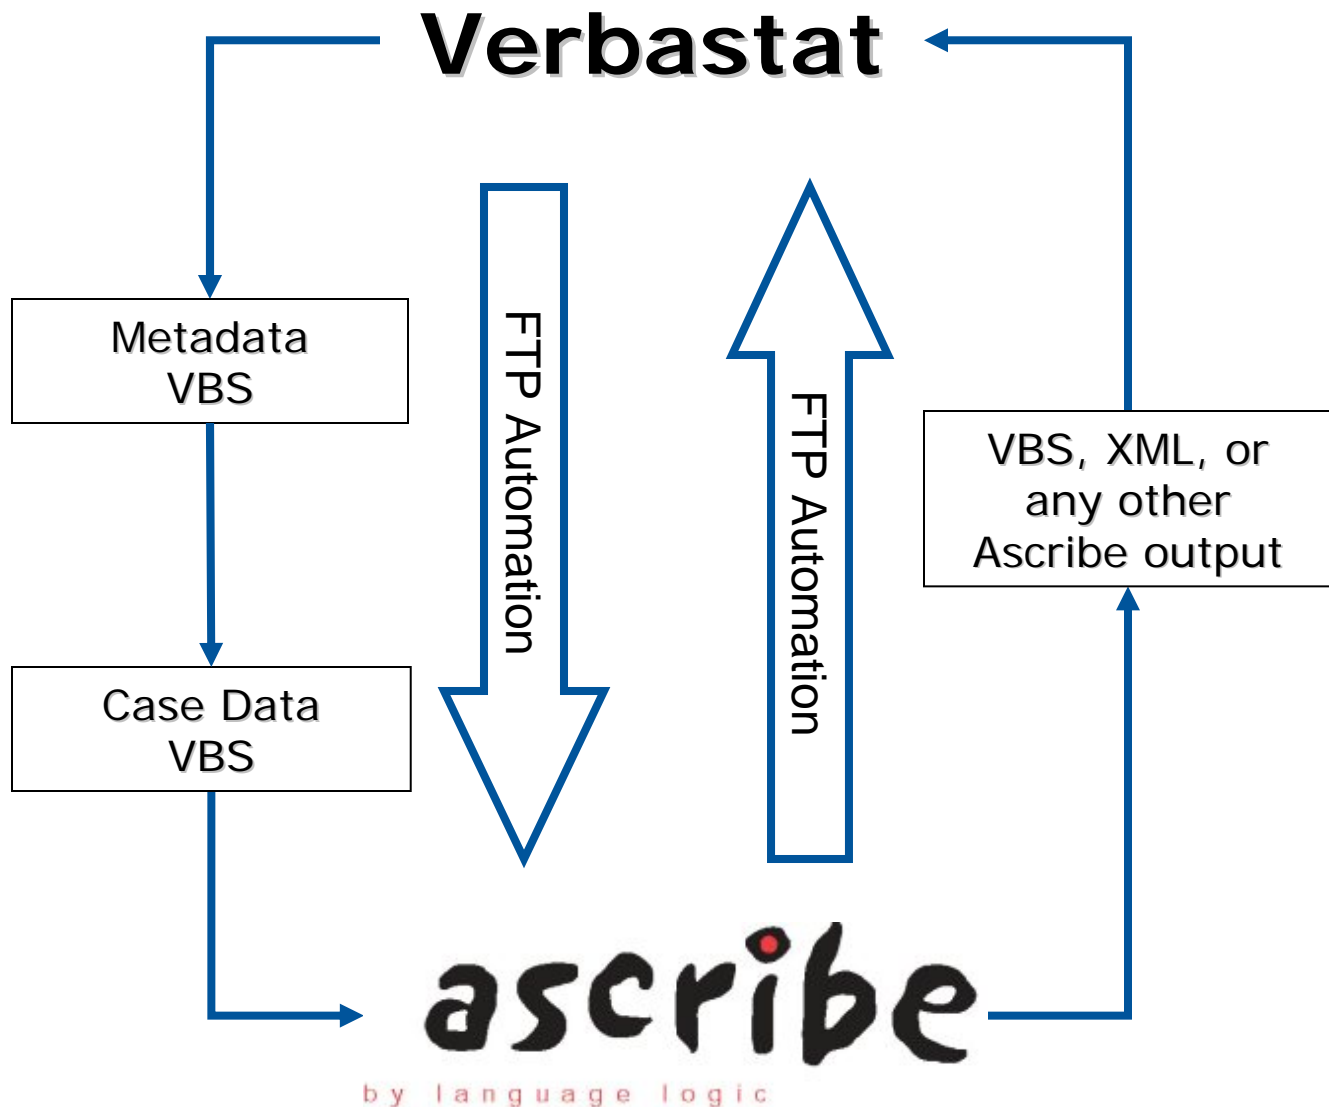 Verbastat
Metadata
VBS
Case Data
VBS
FTP Automation
FTP Automation
VBS, XML, or
any other
Ascribe output
ascribe
by language logic